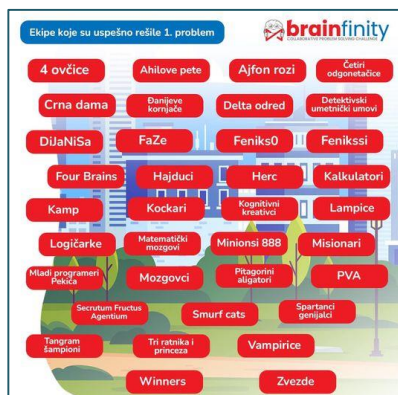 Ekipe koje su uspešno rešile 1. problem
brainfinity
COLLABORATIVE PROBLEM SOLVING CHALLENGE
4 ovčice
Ahilove pete
Ajfon rozi
Četiri
odgonetačice
Crna dama
Đanijeve
kornjače
Delta odred
Detektivski
umetnički umovi
DiJaNiSa
FaZe
Feniks0
Fenikssi
Four Brains
Hajduci
Herc
Kalkulatori
Kamp
Kockari
Kognitivni
kreativci
Lampice
Logičarke
Matematički
mozgovi
Minionsi 888
Misionari
Mladi programeri
Pekića
Mozgovci
Pitagorini
aligatori
PVA
Secrutum Fructus
Agentium
Smurf cats
Spartanci
genijalci
Tangram
šampioni
Tri ratnika i
princeza
Vampirice
Winners
Zvezde